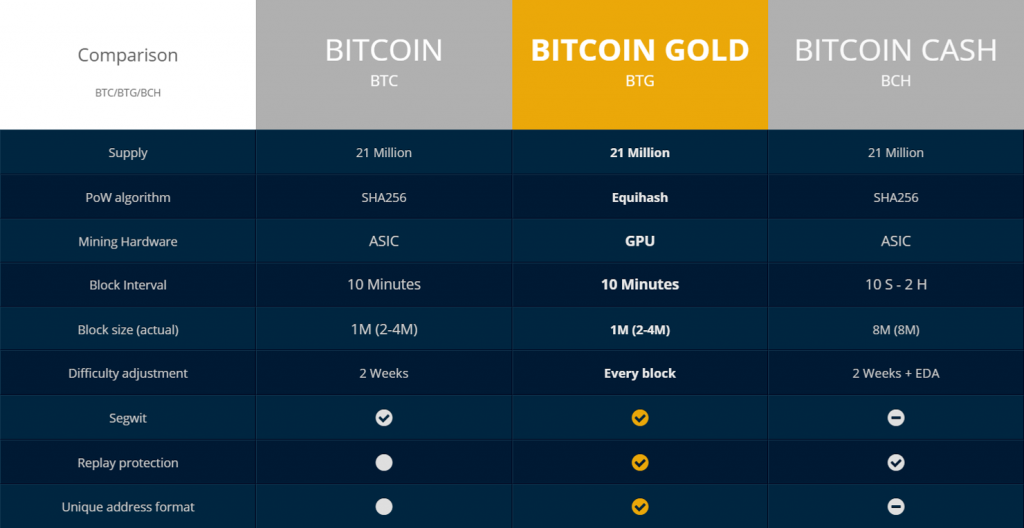 Comparison
BTC/BTG/BCH
BITCOIN
BTC
BITCOIN GOLD
BTG
BITCOIN CASH
BCH
Supply 21 Million 21 Million 21 Million
PoW algorithm SHA256 Equihash SHA256
Mining Hardware ASIC GPU ASIC
Block Interval 10 Minutes 10 Minutes 10 S - 2 H
Block size (actual) 1M (2-4M) 1M (2-4M) 8M (8M)
Difficulty adjustment 2 Weeks Every block 2 Weeks + EDA
Segwit
Replay protection
Unique address format